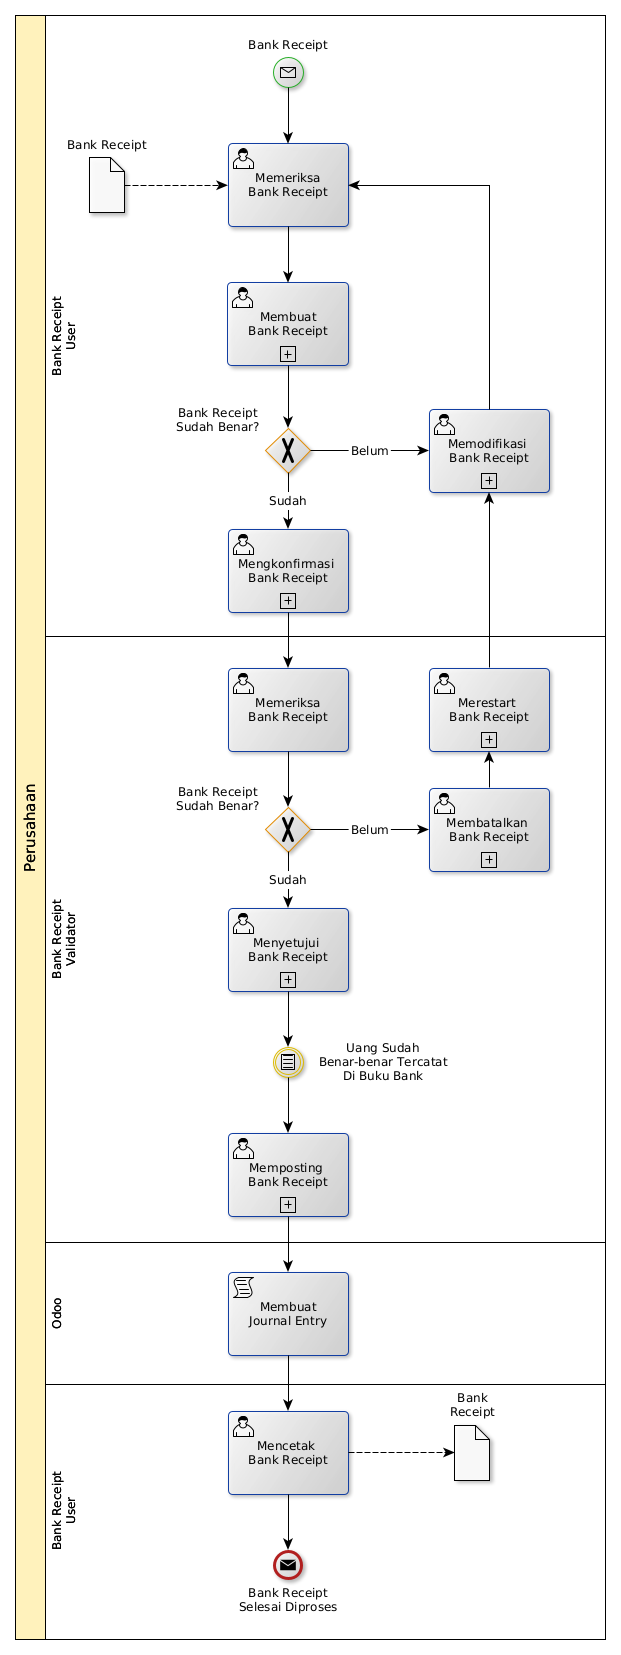 Perusahaan
Bank Receipt
User
Bank Receipt
Bank Receipt
Memeriksa
Bank Receipt
Membuat
Bank Receipt
Bank Receipt
Sudah Benar?
Belum
Memodifikasi
Bank Receipt
Sudah
Mengkonfirmasi
Bank Receipt
Bank Receipt
Validator
Memeriksa
Bank Receipt
Merestart
Bank Receipt
Bank Receipt
Sudah Benar?
Belum
Membatalkan
Bank Receipt
Sudah
Menyetujui
Bank Receipt
Uang Sudah
Benar-benar Tercatat
Di Buku Bank
Memposting
Bank Receipt
Odoo
Membuat
Journal Entry
Bank Receipt
User
Bank
Receipt
Mencetak
Bank Receipt
Bank Receipt
Selesai Diproses